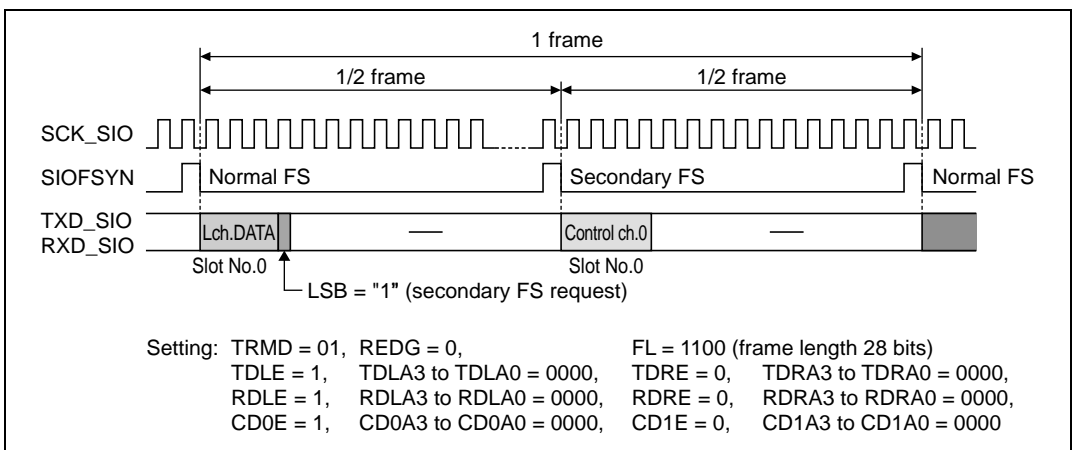 1 frame
1/2 frame 1/2 frame
SCK_SIO
SIOFSYN Normal FS Secondary FS Normal FS
TXD_SIO
RXD_SIO
Lch.DATA Control ch.0
Slot No.0 Slot No.0
LSB = "1" (secondary FS request)
Setting: TRMD = 01, REDG = 0, FL = 1100 (frame length 28 bits)
TDLE = 1, TDLA3 to TDLA0 = 0000, TDRE = 0, TDRA3 to TDRA0 = 0000,
RDLE = 1, RDLA3 to RDLA0 = 0000, RDRE = 0, RDRA3 to RDRA0 = 0000,
CD0E = 1, CD0A3 to CD0A0 = 0000, CD1E = 0, CD1A3 to CD1A0 = 0000